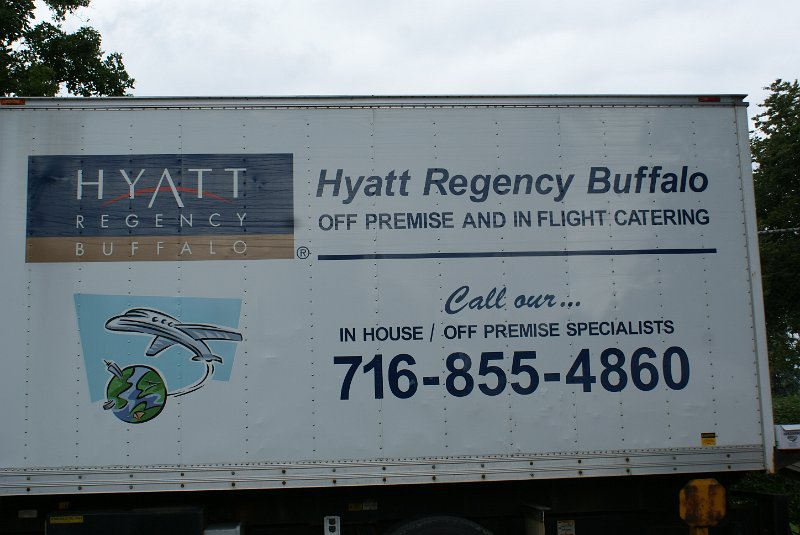 HYATT
REGENCY
BUFFALO
®
Hyatt Regency Buffalo
OFF PREMISE AND IN FLIGHT CATERING
Call our...
IN HOUSE / OFF PREMISE SPECIALISTS
716-855-4860